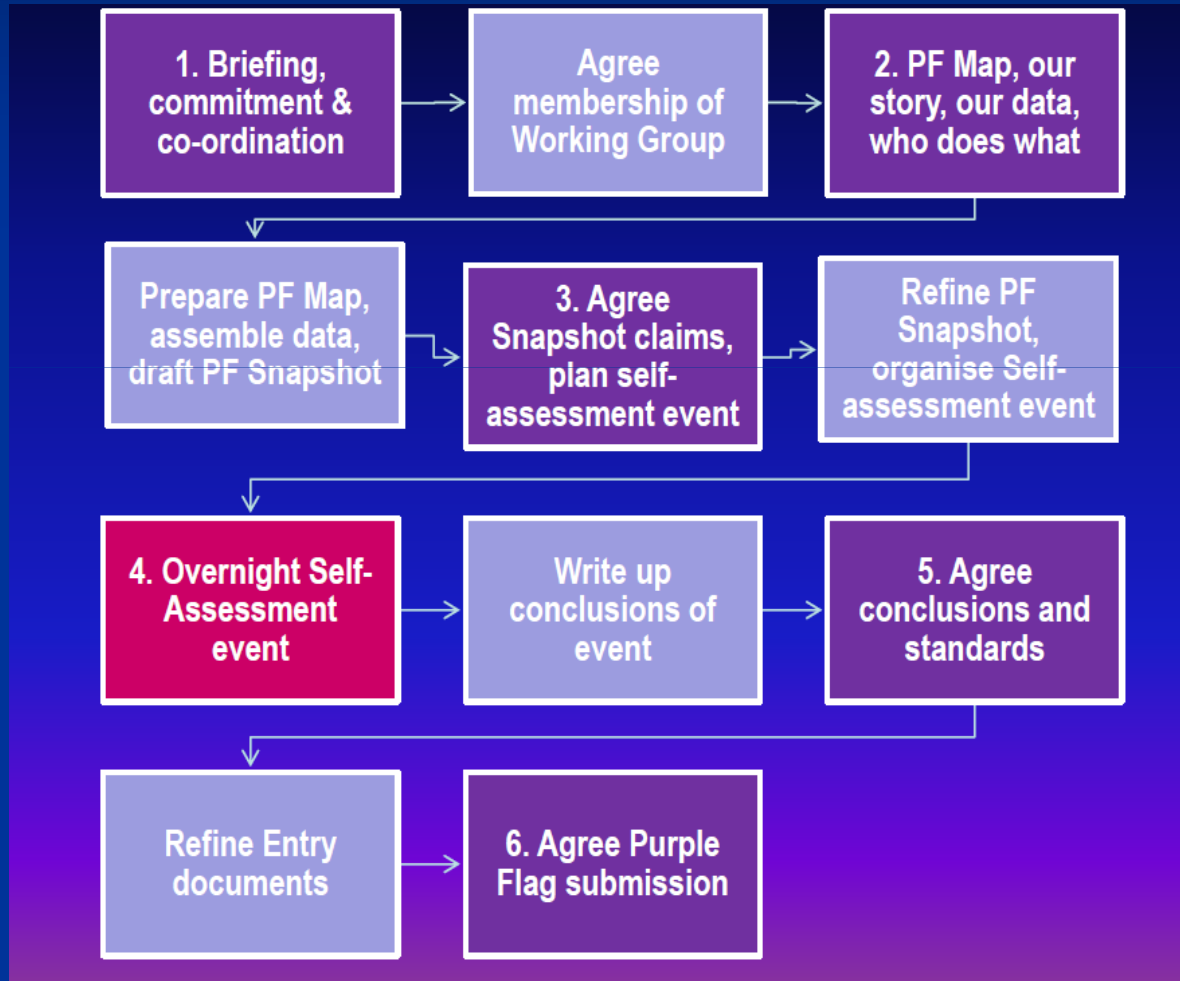 1. Briefing,
commitment &
co-ordination
Agree
membership of
Working Group
2. PF Map, our
story, our data,
who does what
Prepare PF Map,
assemble data,
draft PF Snapshot
3. Agree
Snapshot claims,
plan self-
assessment event
Refine PF
Snapshot,
organise Self-
assessment event
4. Overnight Self-
Assessment
event
Write up
conclusions of
event
5. Agree
conclusions and
standards
Refine Entry
documents
6. Agree Purple
Flag submission